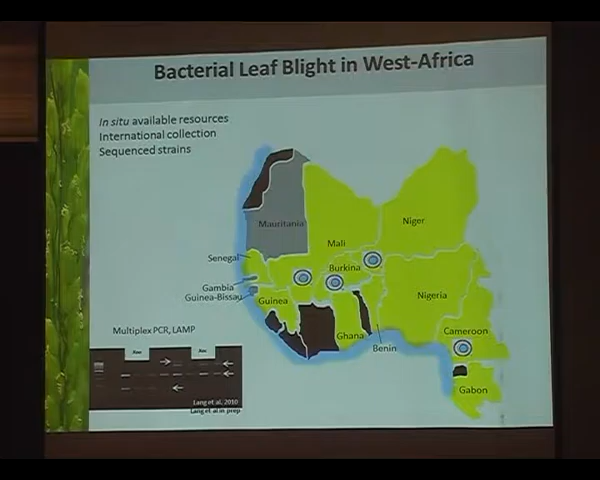 Bacterial Leaf Blight in West-Africa
In situ available resources
International collection
Sequenced strains
Mauritania
Niger
Mali
Senegal
Burkina
Gambia
Guinea-Bissau
Guinea
Nigeria
Multiplex PCR, LAMP
Ghana
Cameroon
Benin
Gabon
Lang et al, 2010
Lang et al in prep